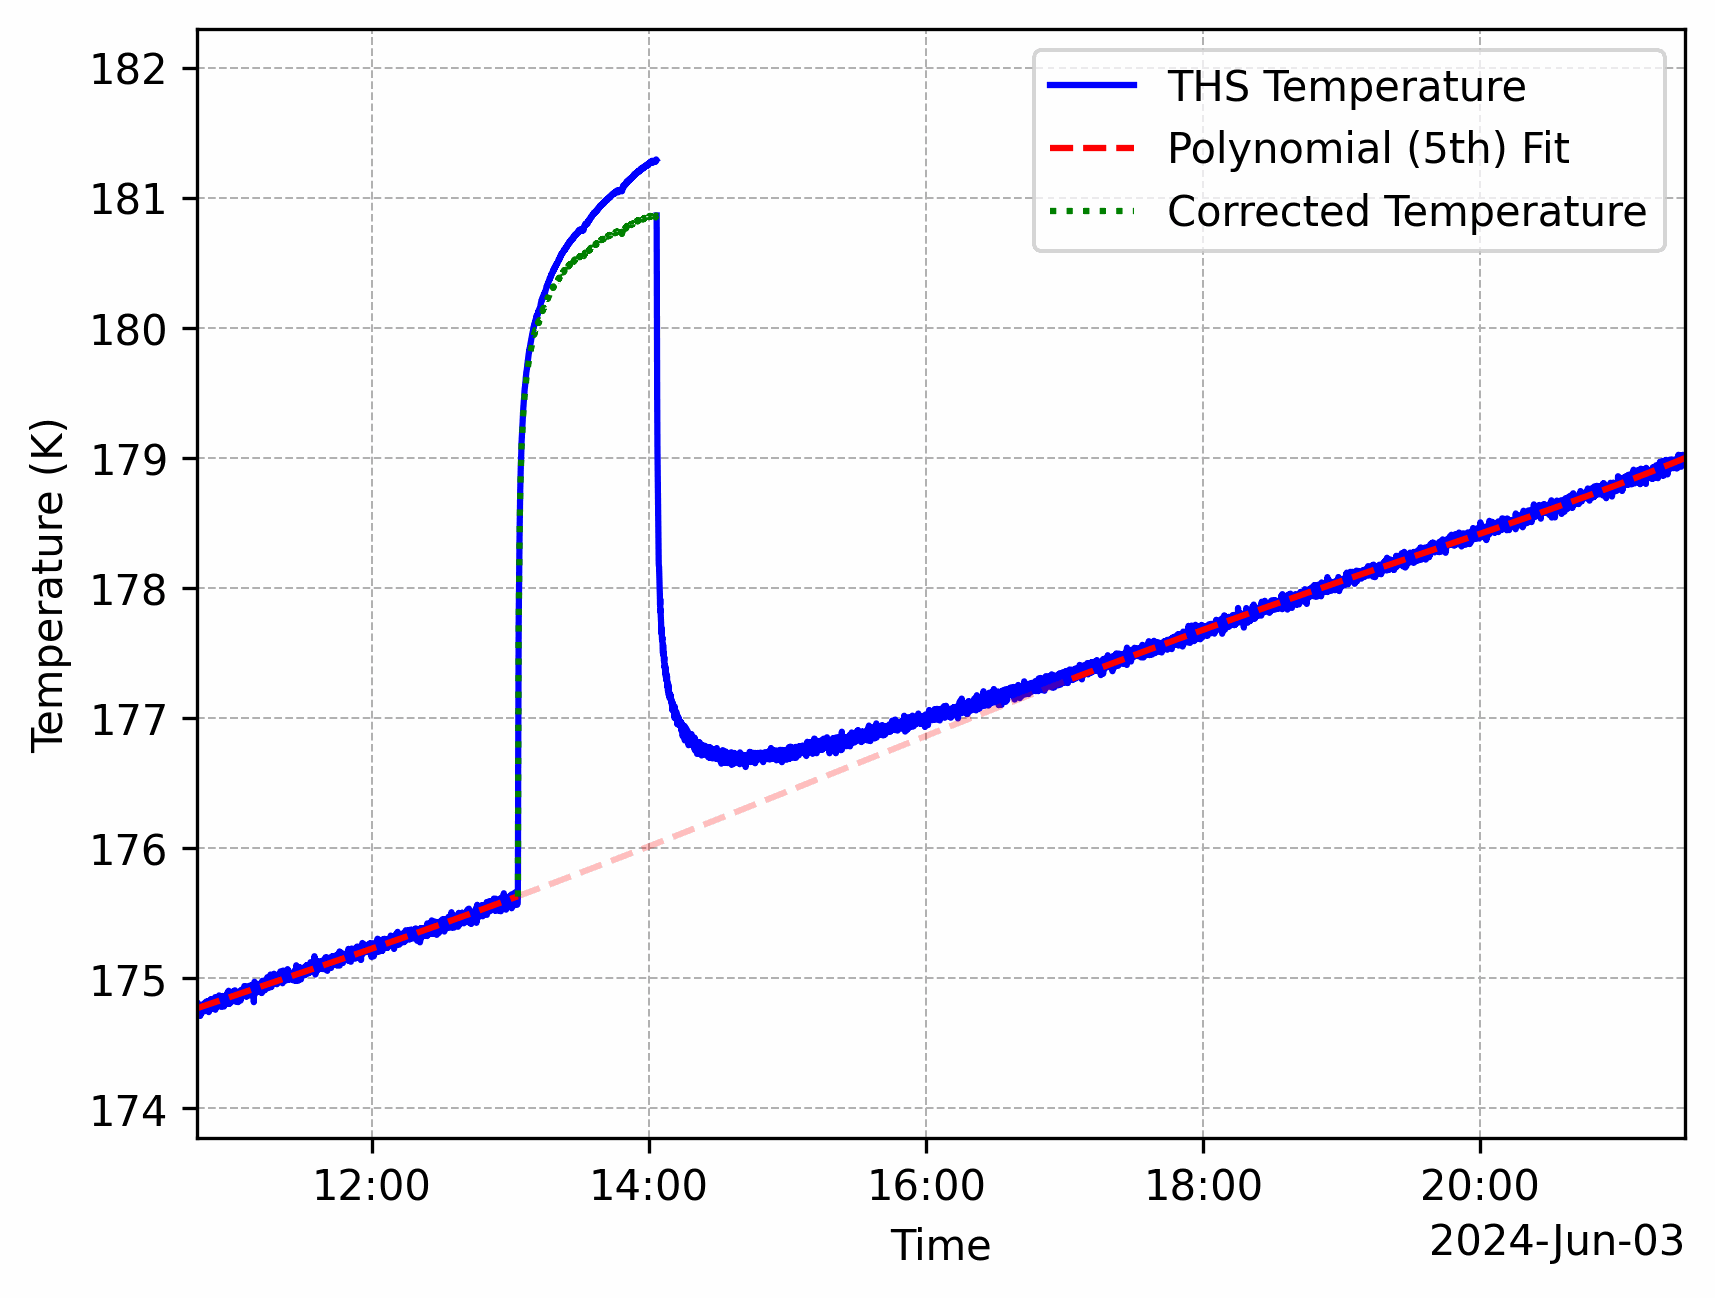 182
181
180
179
178
177
176
175
174
Temperature (K)
THS Temperature
Polynomial (5th) Fit
Corrected Temperature
12:00
14:00
16:00
18:00
20:00
Time
2024-Jun-03